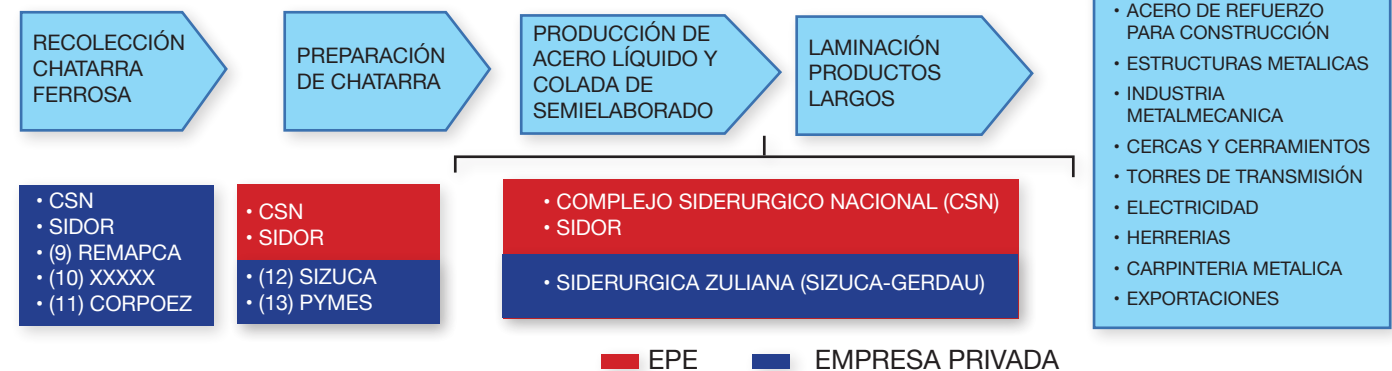 RECOLECCIÓN
CHATARRA
FERROSA
PREPARACIÓN
DE CHATARRA
PRODUCCIÓN DE
ACERO LÍQUIDO Y
COLADA DE
SEMIELABORADO
LAMINACIÓN
PRODUCTOS
LARGOS
• ACERO DE REFUERZO
PARA CONSTRUCCIÓN
• ESTRUCTURAS METALICAS
• INDUSTRIA
METALMECANICA
• CERCAS Y CERRAMIENTOS
• TORRES DE TRANSMISIÓN
• ELECTRICIDAD
• HERRERIAS
• CARPINTERIA METALICA
• EXPORTACIONES
• CSN
• SIDOR
• (9) REMAPCA
• (10) XXXXX
• (11) CORPOEZ
• CSN
• SIDOR
• (12) SIZUCA
• (13) PYMES
• COMPLEJO SIDERURGICO NACIONAL (CSN)
• SIDOR
• SIDERURGICA ZULIANA (SIZUCA-GERDAU)
EPE
EMPRESA PRIVADA